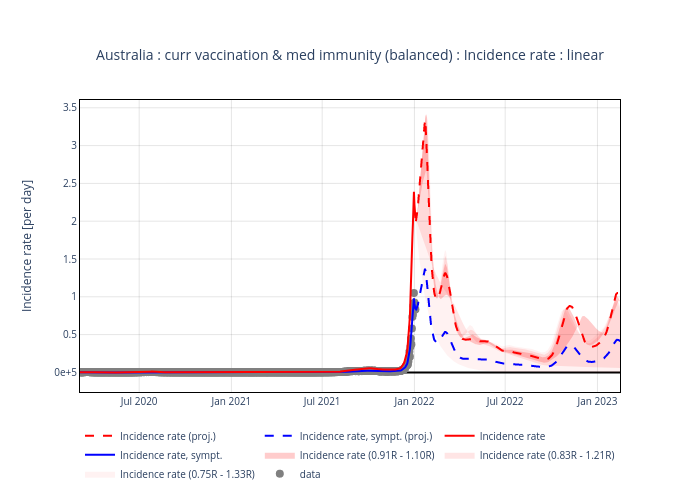 Australia : curr vaccination & med immunity (balanced) : Incidence rate : linear
Incidence rate [per day]
3.5
3
2.5
2
1.5
1
0.5
0e+5
Jul 2020 Jan 2021 Jul 2021 Jan 2022 Jul 2022 Jan 2023
Incidence rate (proj.) Incidence rate, sympt. (proj.) Incidence rate
Incidence rate, sympt. Incidence rate (0.91R - 1.10R) Incidence rate (0.83R - 1.21R)
Incidence rate (0.75R - 1.33R) data